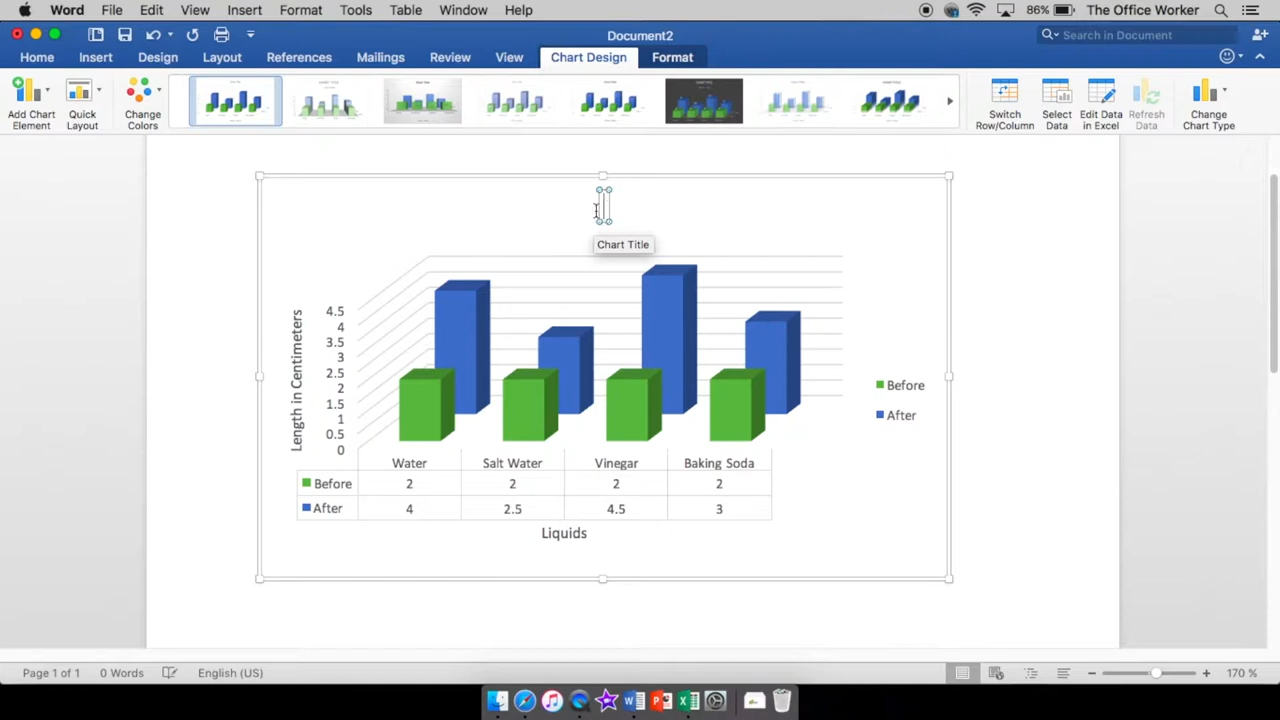 Word File Edit View Insert Format Tools Table Window Help 86% The Office Worker
Document2
Search in Document
Home Insert Design Layout References Mailings Review View Chart Design Format
Add Chart Element
Quick Layout
Change Colors
Switch Row/Column
Select Data
Edit Data in Excel
Refresh Data
Change Chart Type
Chart Title
Length in Centimeters
4.5
4
3.5
3
2.5
2
1.5
1
0.5
0
Before
After
Water Salt Water Vinegar Baking Soda
Before 2 2 2 2
After 4 2.5 4.5 3
Liquids
Page 1 of 1 0 Words English (US) 170 %